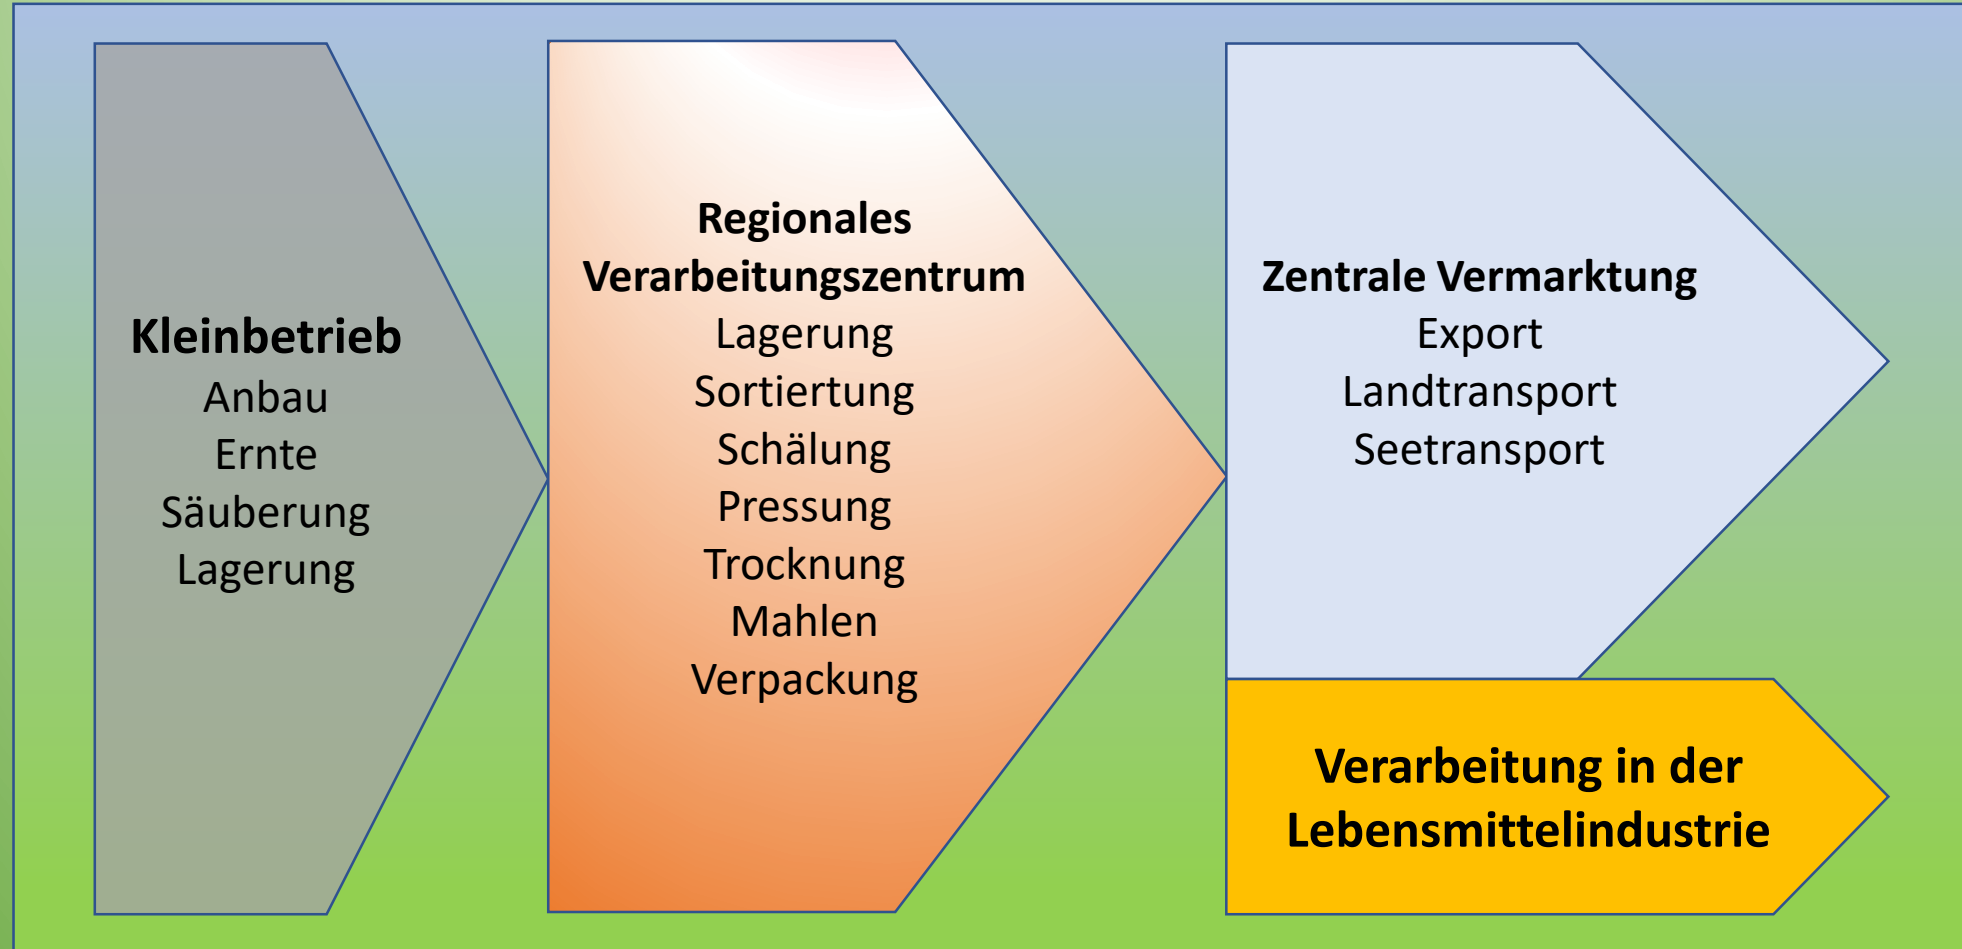 Kleinbetrieb
Anbau
Ernte
Säuberung
Lagerung
Regionales
Verarbeitungszentrum
Lagerung
Sortiertung
Schälung
Pressung
Trocknung
Mahlen
Verpackung
Zentrale Vermarktung
Export
Landtransport
Seetransport
Verarbeitung in der
Lebensmittelindustrie